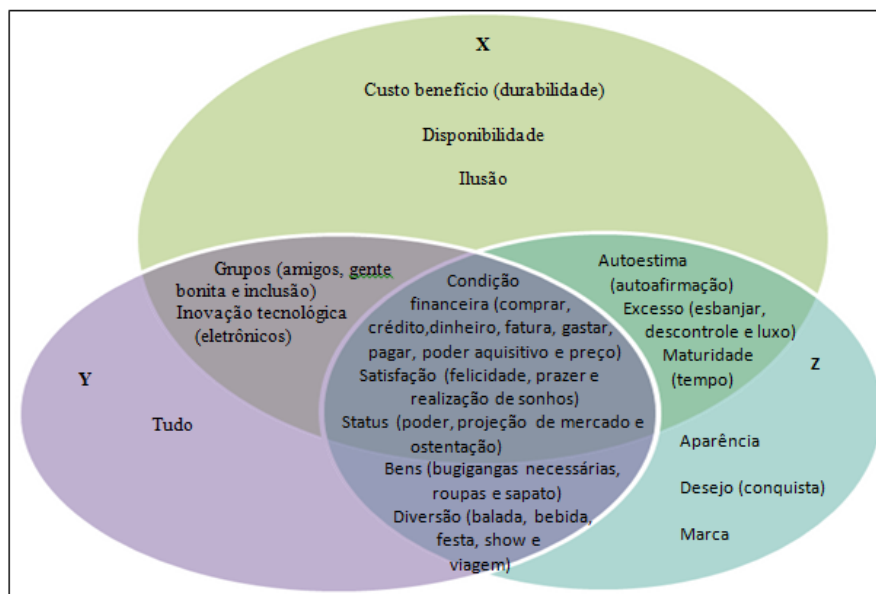 X
Custo benefício (durabilidade)
Disponibilidade
Ilusão
Grupos (amigos, gente
bonita e inclusão)
Inovação tecnológica
(eletrônicos)
Condição
financeira (comprar,
crédito,dinheiro, fatura, gastar,
pagar, poder aquisitivo e preço)
Satisfação (felicidade, prazer e
realização de sonhos)
Status (poder, projeção de mercado e
ostentação)
Bens (bugigangas necessárias,
roupas e sapato)
Diversão (balada, bebida,
festa, show e
viagem)
Autoestima
(autoafirmação)
Excesso (esbanjar,
descontrole e luxo)
Maturidade
(tempo)
Y
Tudo
Z
Aparência
Desejo (conquista)
Marca